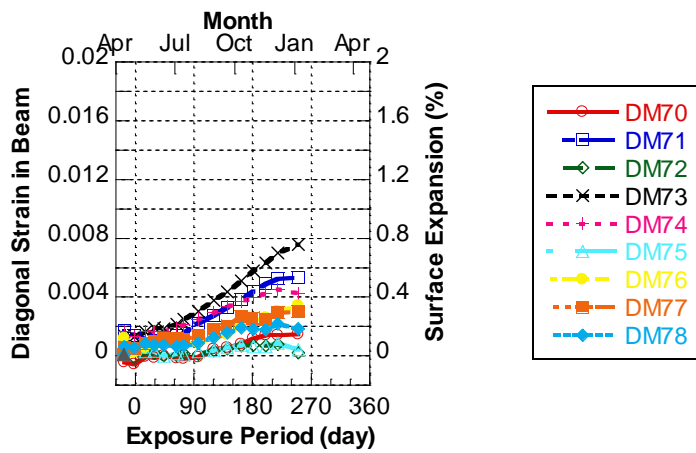 Month
Apr Jul Oct Jan Apr
0.02 2
0.016 1.6
0.012 1.2
0.008 0.8
0.004 0.4
0 0
Diagonal Strain in Beam
Surface Expansion (%)
0 90 180 270 360
Exposure Period (day)
DM70
DM71
DM72
DM73
DM74
DM75
DM76
DM77
DM78